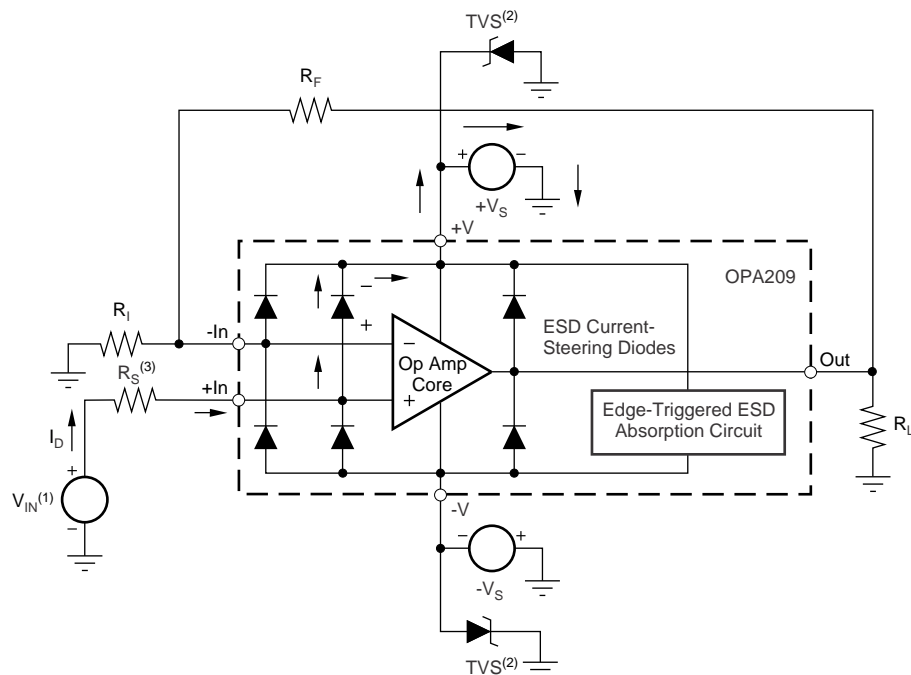 TVS(2)
RF
+ −
+VS
+V
OPA209
−
+
RI
-In
−
Op Amp
Core
+
ESD Current-
Steering Diodes
Out
RS(3)
+In
Edge-Triggered ESD
Absorption Circuit
RL
ID
+
VIN(1)
−
-V
− +
-VS
TVS(2)